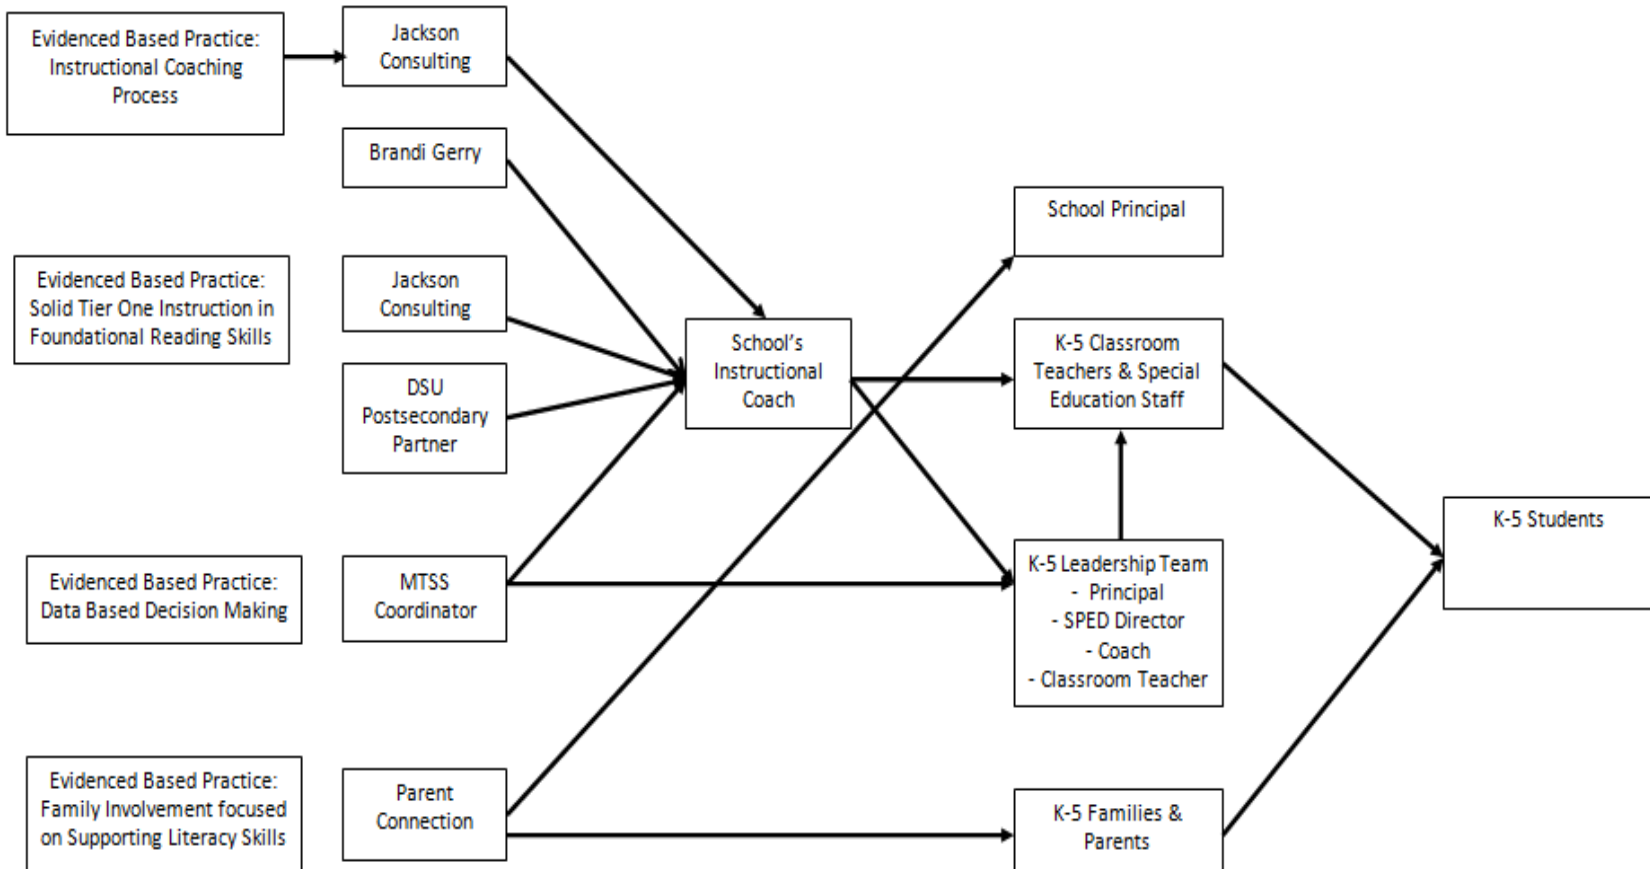 Evidenced Based Practice:
Instructional Coaching
Process
Jackson
Consulting
Brandi Gerry
School Principal
Evidenced Based Practice:
Solid Tier One Instruction in
Foundational Reading Skills
Jackson
Consulting
DSU
Postsecondary
Partner
School's
Instructional
Coach
K-5 Classroom
Teachers & Special
Education Staff
K-5 Students
Evidenced Based Practice:
Data Based Decision Making
MTSS
Coordinator
K-5 Leadership Team
- Principal
- SPED Director
- Coach
- Classroom Teacher
Evidenced Based Practice:
Family Involvement focused
on Supporting Literacy Skills
Parent
Connection
K-5 Families &
Parents